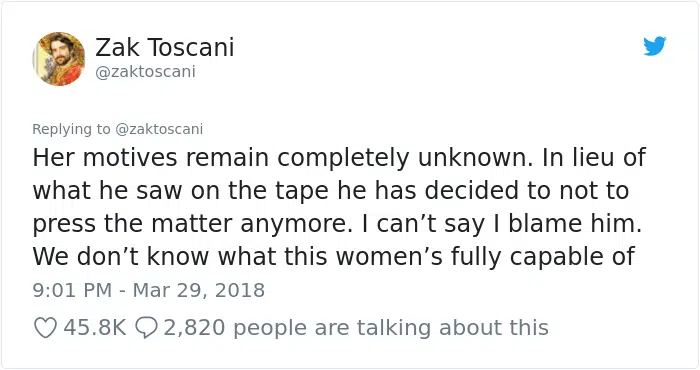 Zak Toscani
@zaktoscani
Replying to @zaktoscani
Her motives remain completely unknown. In lieu of
what he saw on the tape he has decided to not to
press the matter anymore. I can’t say I blame him.
We don’t know what this women’s fully capable of
9:01 PM - Mar 29, 2018
45.8K 2,820 people are talking about this